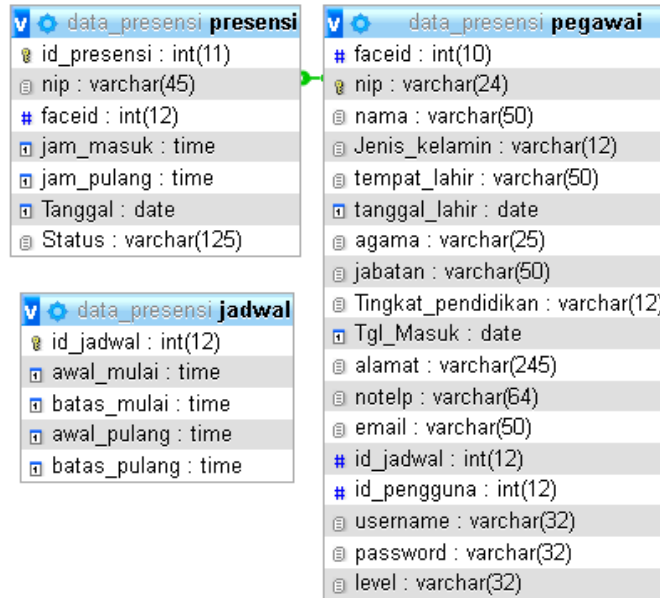 data_presensi presensi
id_presensi : int(11)
nip : varchar(45)
# faceid : int(12)
jam_masuk : time
jam_pulang : time
Tanggal : date
Status : varchar(125)
data_presensi jadwal
id_jadwal : int(12)
awal_mulai : time
batas_mulai : time
awal_pulang : time
batas_pulang : time
data_presensi pegawai
# faceid : int(10)
nip : varchar(24)
nama : varchar(50)
Jenis_kelamin : varchar(12)
tempat_lahir : varchar(50)
tanggal_lahir : date
agama : varchar(25)
jabatan : varchar(50)
Tingkat_pendidikan : varchar(12)
Tgl_Masuk : date
alamat : varchar(245)
notelp : varchar(64)
email : varchar(50)
# id_jadwal : int(12)
# id_pengguna : int(12)
username : varchar(32)
password : varchar(32)
level : varchar(32)